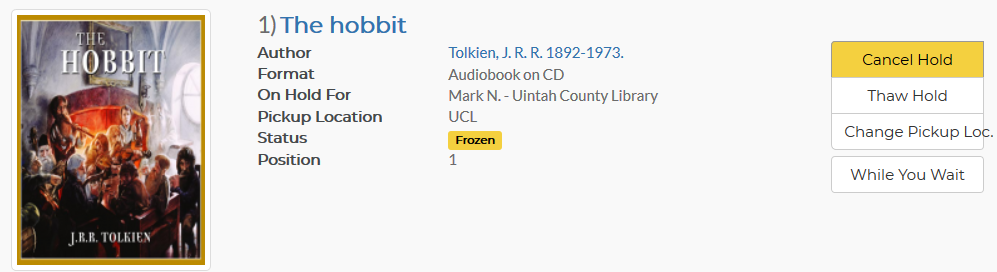 THE
HOBBIT
J.R.R. TOLKIEN
1) The hobbit
Author Tolkien, J. R. R. 1892-1973.
Format Audiobook on CD
On Hold For Mark N. - Uintah County Library
Pickup Location UCL
Status Frozen
Position 1
Cancel Hold
Thaw Hold
Change Pickup Loc.
While You Wait